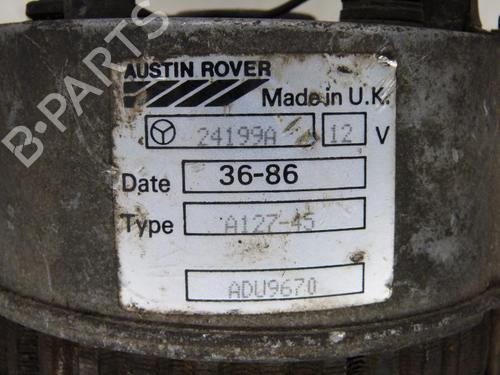 B-PARTS
AUSTIN ROVER
Made in U.K.
24199A 12 V
Date 36-86
Type A127-45
ADU9670